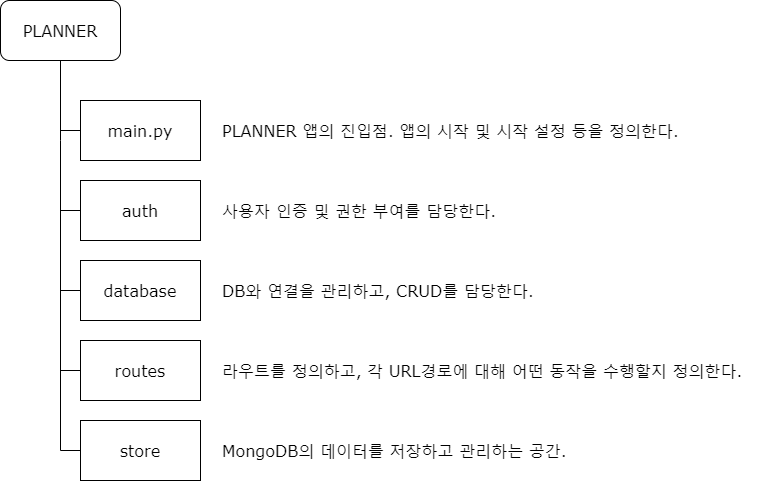 PLANNER
main.py PLANNER 앱의 진입점. 앱의 시작 및 시작 설정 등을 정의한다.
auth 사용자 인증 및 권한 부여를 담당한다.
database DB와 연결을 관리하고, CRUD를 담당한다.
routes 라우트를 정의하고, 각 URL경로에 대해 어떤 동작을 수행할지 정의한다.
store MongoDB의 데이터를 저장하고 관리하는 공간.